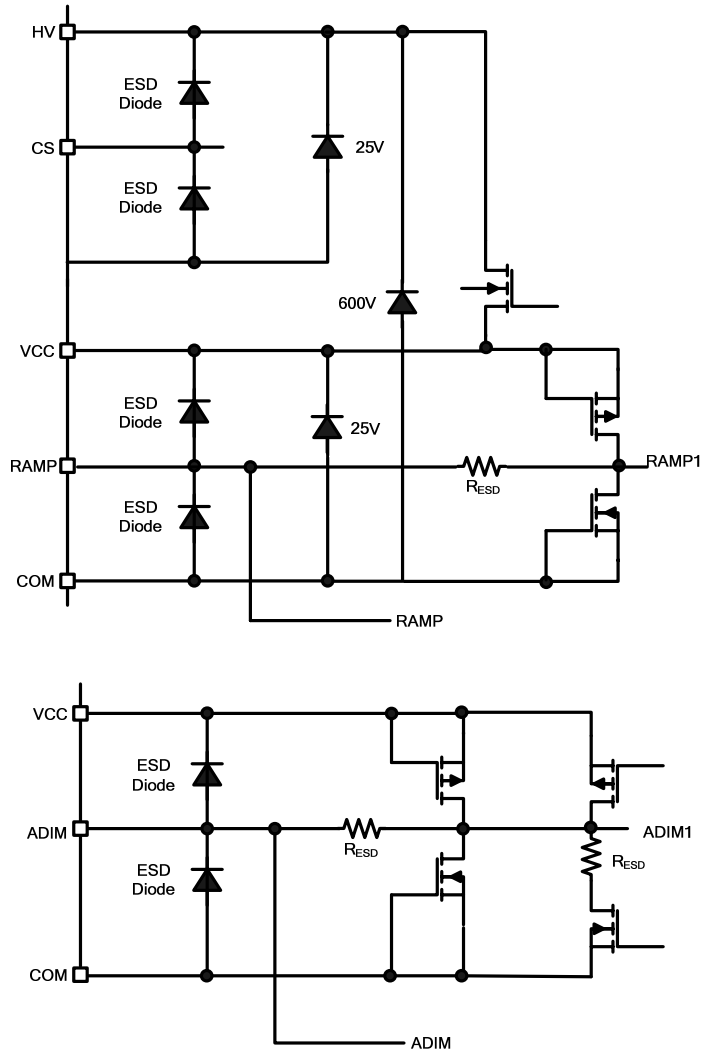 HV
ESD
Diode
CS
25V
ESD
Diode
600V
VCC
ESD
Diode
25V
RAMP
RESD
RAMP1
ESD
Diode
COM
RAMP
VCC
ESD
Diode
ADIM
RESD
ADIM1
ESD
Diode
RESD
COM
ADIM